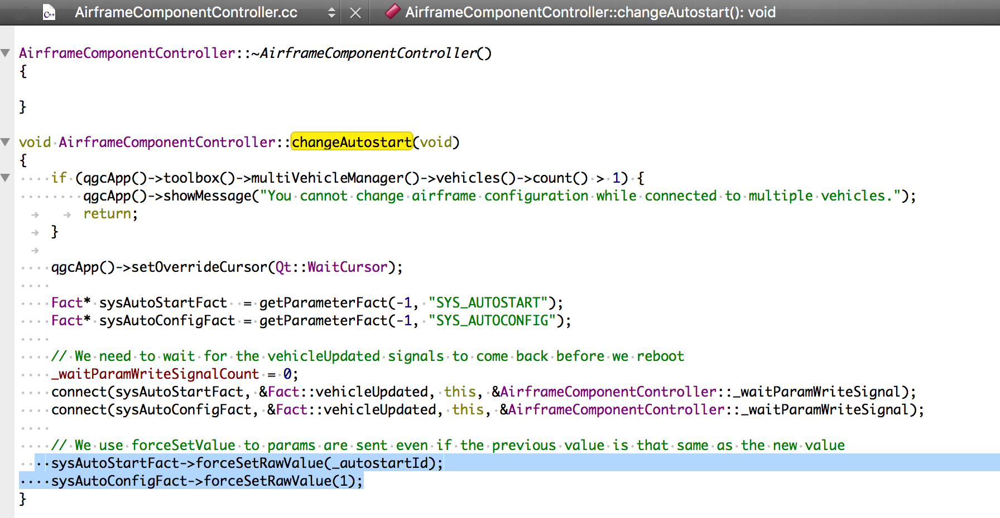 AirframeComponentController.cc AirframeComponentController::changeAutostart(): void
AirframeComponentController::~AirframeComponentController()
{
}
void AirframeComponentController::changeAutostart(void)
{
if (qgcApp()->toolbox()->multiVehicleManager()->vehicles()->count() > 1) {
qgcApp()->showMessage("You cannot change airframe configuration while connected to multiple vehicles.");
return;
}
qgcApp()->setOverrideCursor(Qt::WaitCursor);
Fact* sysAutoStartFact  = getParameterFact(-1, "SYS_AUTOSTART");
Fact* sysAutoConfigFact = getParameterFact(-1, "SYS_AUTOCONFIG");
// We need to wait for the vehicleUpdated signals to come back before we reboot
_waitParamWriteSignalCount = 0;
connect(sysAutoStartFact, &Fact::vehicleUpdated, this, &AirframeComponentController::_waitParamWriteSignal);
connect(sysAutoConfigFact, &Fact::vehicleUpdated, this, &AirframeComponentController::_waitParamWriteSignal);
// We use forceSetValue to params are sent even if the previous value is that same as the new value
sysAutoStartFact->forceSetRawValue(_autostartId);
sysAutoConfigFact->forceSetRawValue(1);
}